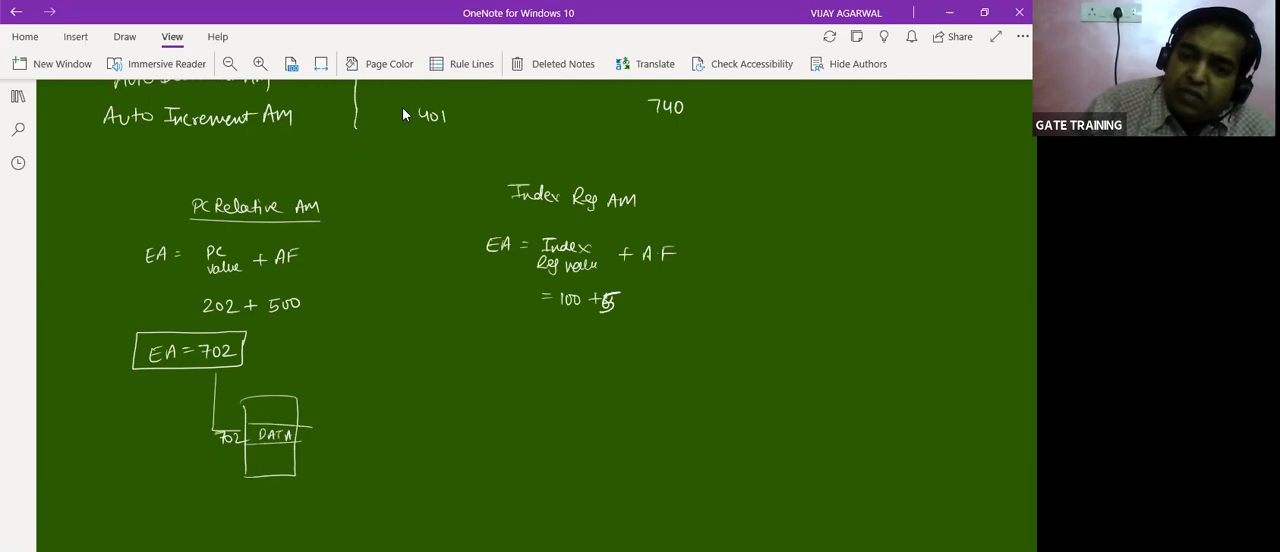 OneNote for Windows 10
VIJAY AGARWAL
Home Insert Draw View Help
Share
New Window Immersive Reader Page Color Rule Lines Deleted Notes Translate Check Accessibility Hide Authors
Auto Increment AM
401
740
GATE TRAINING
PC Relative AM
EA = PC value + AF
202 + 500
EA = 702
702 DATA
Index Reg AM
EA = Index Reg value + A.F
= 100 + 5